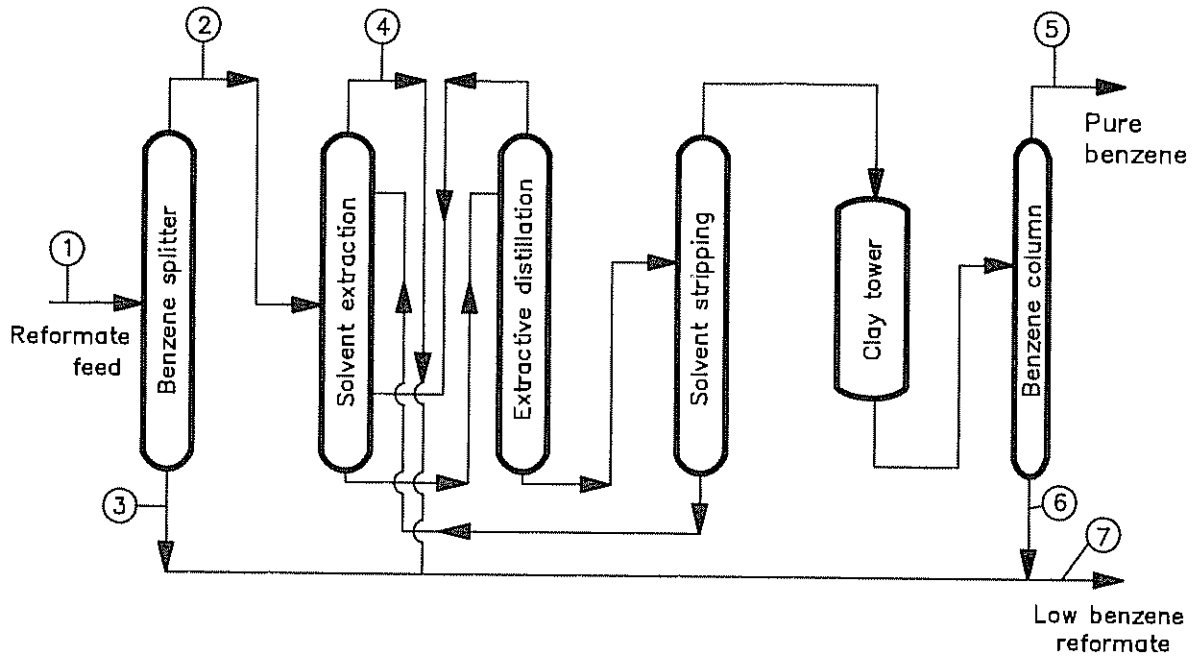 2
4
5
Pure
benzene
1
Reformate
feed
Benzene splitter
Solvent extraction
Extractive distillation
Solvent stripping
Clay tower
Benzene column
3
6
7
Low benzene
reformate